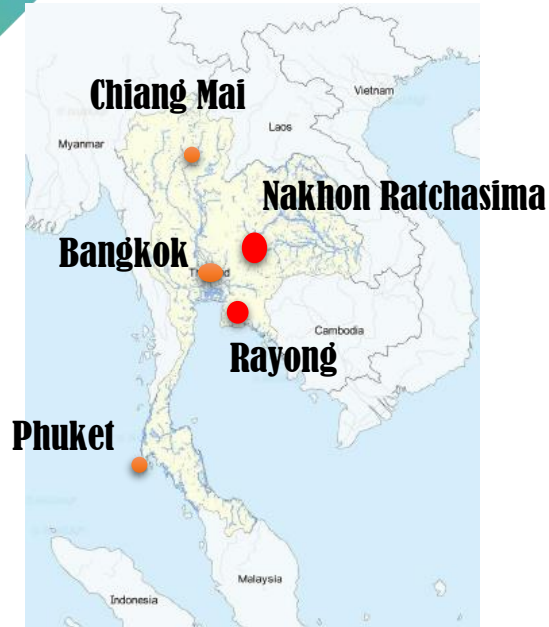 Chiang Mai
Vietnam
Laos
Myanmar
Nakhon Ratchasima
Bangkok
Cambodia
Rayong
Phuket
Malaysia
Indonesia